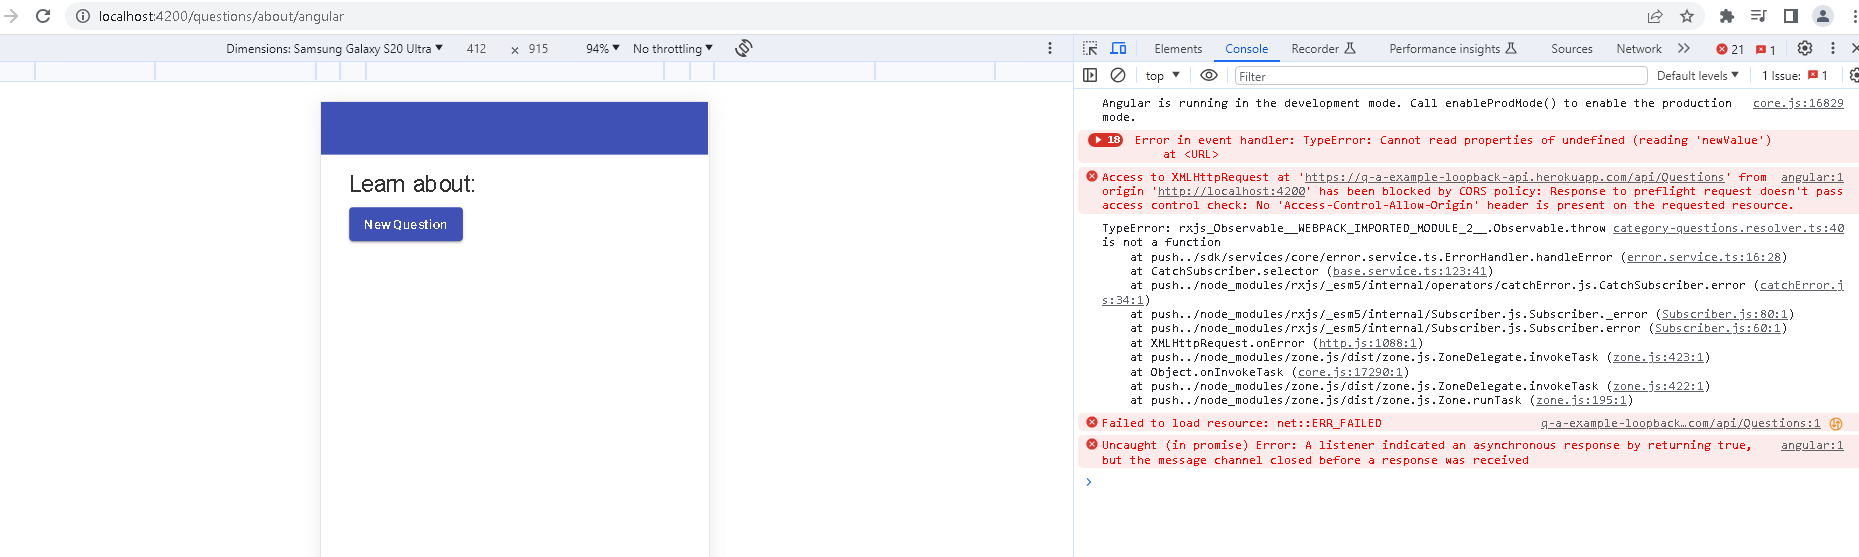 localhost:4200/questions/about/angular
Dimensions: Samsung Galaxy S20 Ultra 412 × 915 94% No throttling
Learn about:
New Question
Elements Console Recorder Performance insights Sources Network 21 1
top Filter Default levels 1 Issue: 1
Angular is running in the development mode. Call enableProdMode() to enable the production core.js:16829
mode.
18 Error in event handler: TypeError: Cannot read properties of undefined (reading 'newValue')
at <URL>
Access to XMLHttpRequest at 'https://q-a-example-loopback-api.herokuapp.com/api/Questions' from angular:1
origin 'http://localhost:4200' has been blocked by CORS policy: Response to preflight request doesn't pass
access control check: No 'Access-Control-Allow-Origin' header is present on the requested resource.
TypeError: rxjs_Observable__WEBPACK_IMPORTED_MODULE_2__.Observable.throw category-questions.resolver.ts:40
is not a function
at push../sdk/services/core/error.service.ts.ErrorHandler.handleError (error.service.ts:16:28)
at CatchSubscriber.selector (base.service.ts:123:41)
at push../node_modules/rxjs/_esm5/internal/operators/catchError.js.CatchSubscriber.error (catchError.j
s:34:1)
at push../node_modules/rxjs/_esm5/internal/Subscriber.js.Subscriber._error (Subscriber.js:80:1)
at push../node_modules/rxjs/_esm5/internal/Subscriber.js.Subscriber.error (Subscriber.js:60:1)
at XMLHttpRequest.onError (http.js:1088:1)
at push../node_modules/zone.js/dist/zone.js.ZoneDelegate.invokeTask (zone.js:423:1)
at Object.onInvokeTask (core.js:17290:1)
at push../node_modules/zone.js/dist/zone.js.ZoneDelegate.invokeTask (zone.js:422:1)
at push../node_modules/zone.js/dist/zone.js.Zone.runTask (zone.js:195:1)
Failed to load resource: net::ERR_FAILED q-a-example-loopback…com/api/Questions:1
Uncaught (in promise) Error: A listener indicated an asynchronous response by returning true, angular:1
but the message channel closed before a response was received